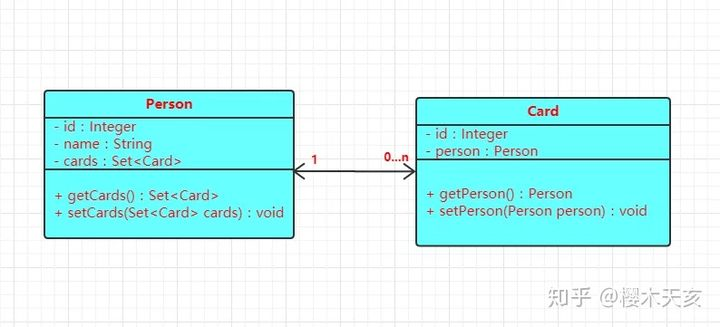 Person
- id : Integer
- name : String
- cards : Set<Card>
+ getCards() : Set<Card>
+ setCards(Set<Card> cards) : void
1
0...n
Card
- id : Integer
- person : Person
+ getPerson() : Person
+ setPerson(Person person) : void
知乎 @樱木天亥